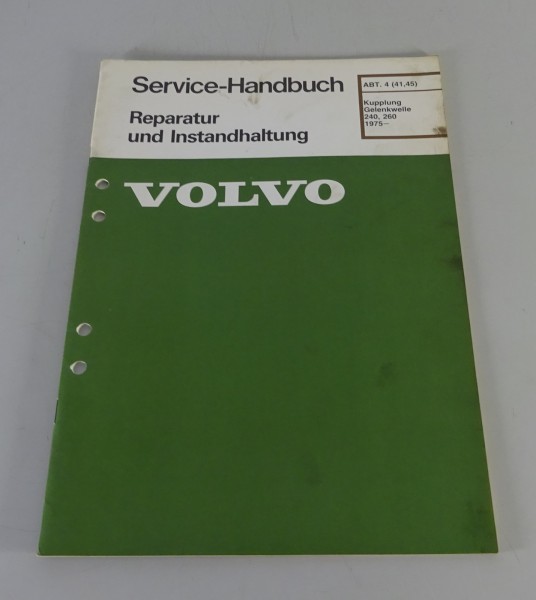 Service-Handbuch
Reparatur
und Instandhaltung
ABT. 4 (41,45)
Kupplung
Gelenkwelle
240, 260
1975–
VOLVO